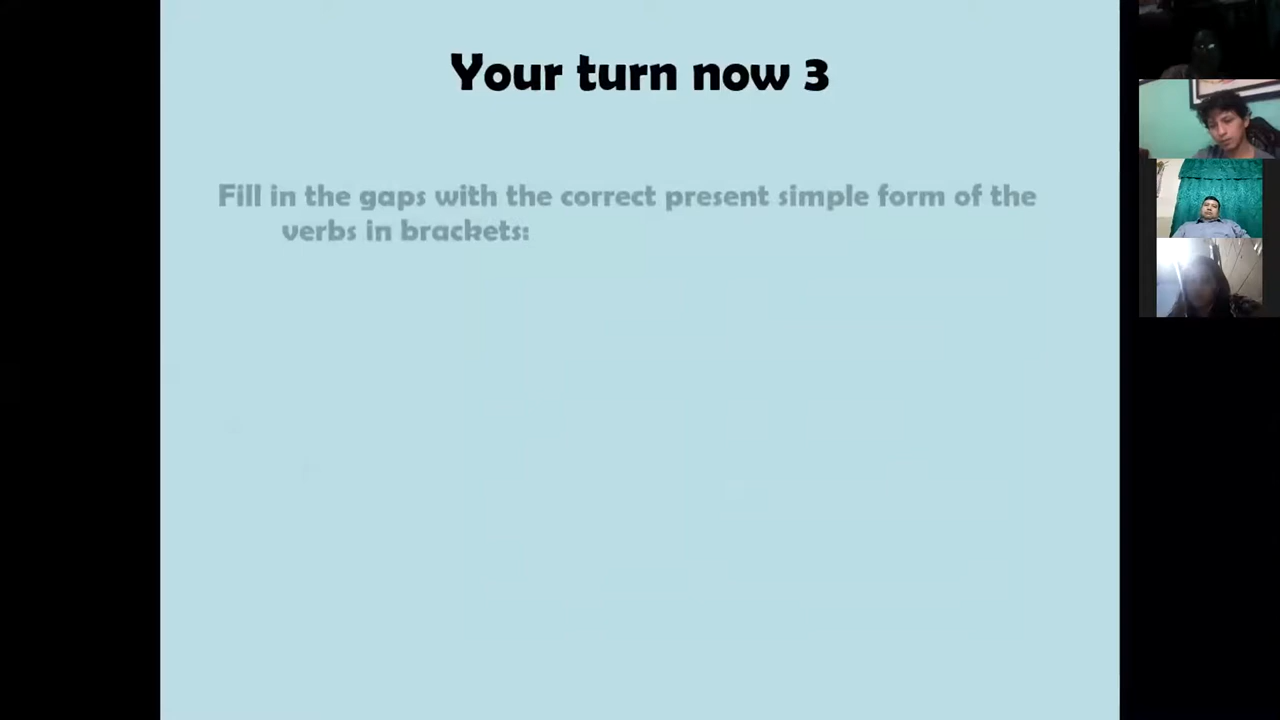 Your turn now 3
Fill in the gaps with the correct present simple form of the
verbs in brackets: